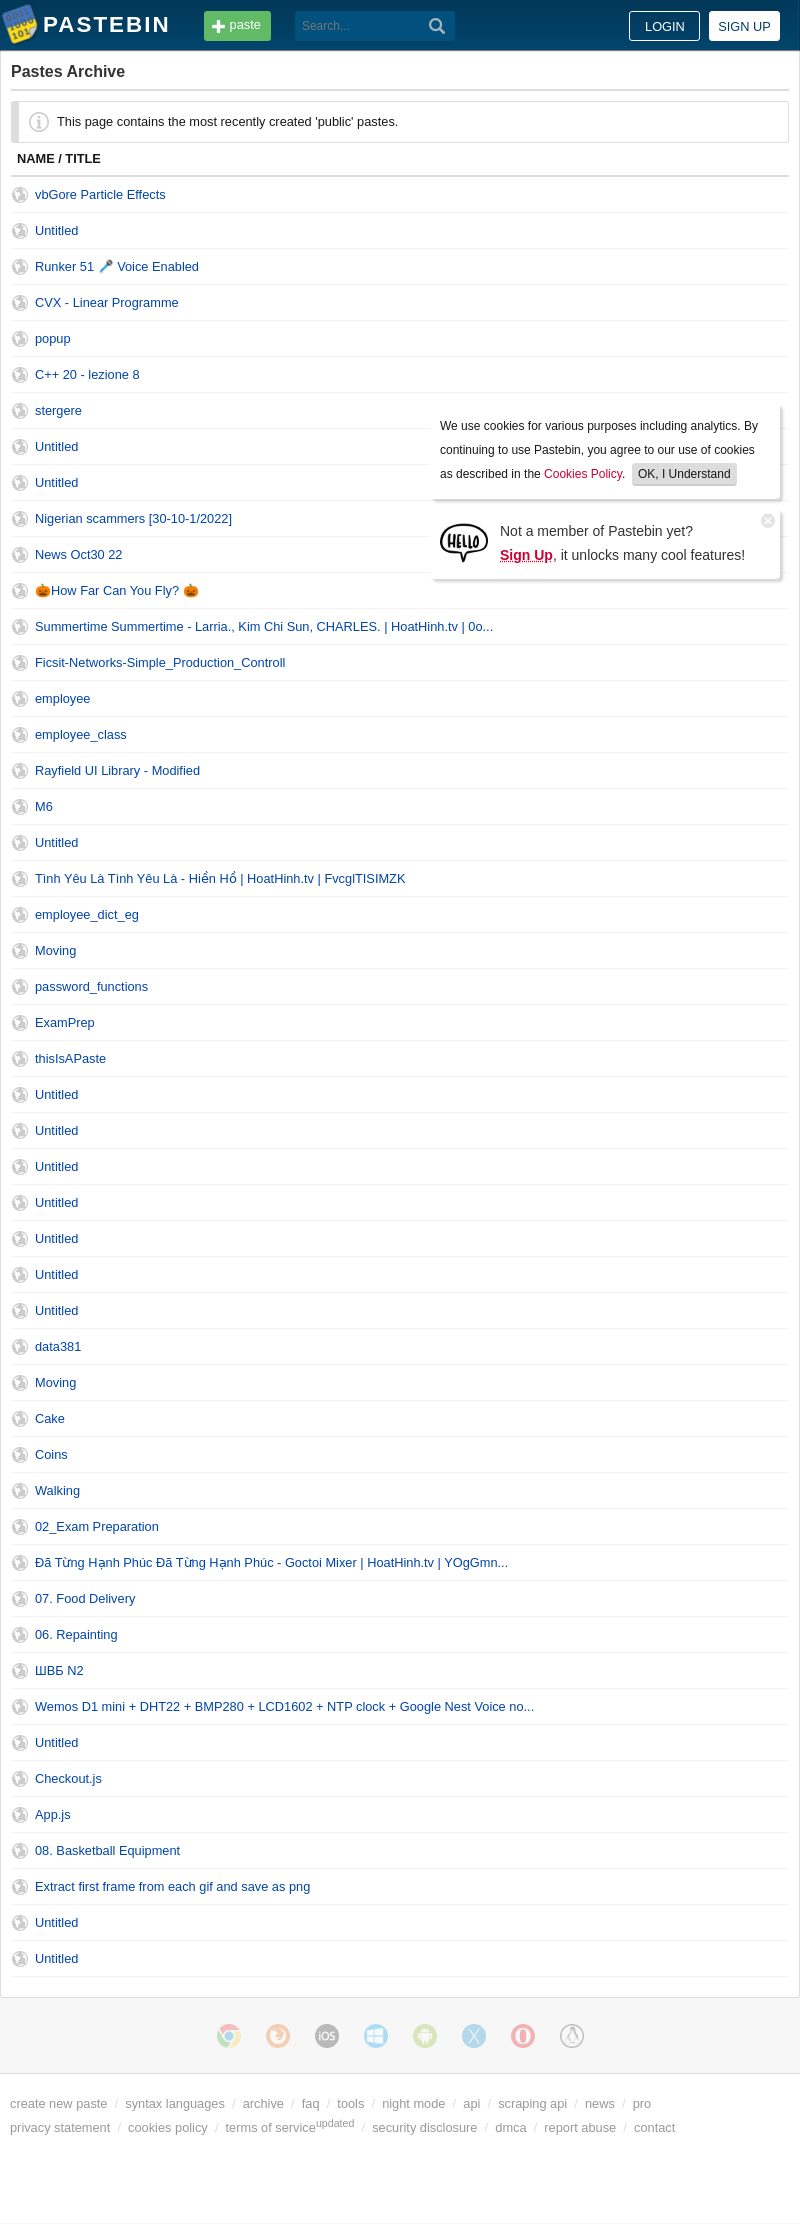 PASTEBIN paste Search... LOGIN SIGN UP
Pastes Archive
This page contains the most recently created 'public' pastes.
NAME / TITLE
vbGore Particle Effects
Untitled
Runker 51 🎤 Voice Enabled
CVX - Linear Programme
popup
C++ 20 - lezione 8
stergere
Untitled
Untitled
Nigerian scammers [30-10-1/2022]
News Oct30 22
🎃How Far Can You Fly? 🎃
We use cookies for various purposes including analytics. By
continuing to use Pastebin, you agree to our use of cookies
as described in the Cookies Policy. OK, I Understand
HELLO
Not a member of Pastebin yet?
Sign Up, it unlocks many cool features!
Summertime Summertime - Larria., Kim Chi Sun, CHARLES. | HoatHinh.tv | 0o...
Ficsit-Networks-Simple_Production_Controll
employee
employee_class
Rayfield UI Library - Modified
M6
Untitled
Tình Yêu Là Tình Yêu Là - Hiền Hồ | HoatHinh.tv | FvcglTISIMZK
employee_dict_eg
Moving
password_functions
ExamPrep
thisIsAPaste
Untitled
Untitled
Untitled
Untitled
Untitled
Untitled
Untitled
data381
Moving
Cake
Coins
Walking
02_Exam Preparation
Đã Từng Hạnh Phúc Đã Từng Hạnh Phúc - Goctoi Mixer | HoatHinh.tv | YOgGmn...
07. Food Delivery
06. Repainting
ШВБ N2
Wemos D1 mini + DHT22 + BMP280 + LCD1602 + NTP clock + Google Nest Voice no...
Untitled
Checkout.js
App.js
08. Basketball Equipment
Extract first frame from each gif and save as png
Untitled
Untitled
iOS
create new paste / syntax languages / archive / faq / tools / night mode / api / scraping api / news / pro
privacy statement / cookies policy / terms of serviceupdated / security disclosure / dmca / report abuse / contact